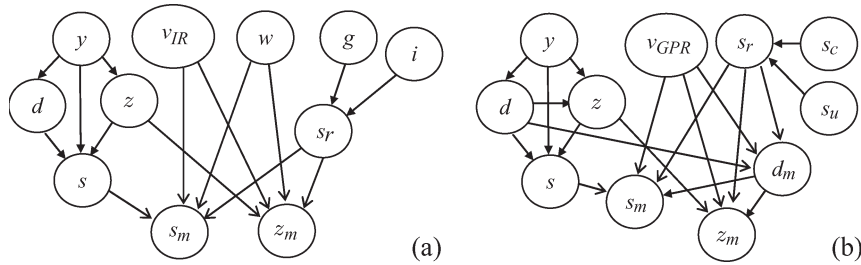 y v_IR w g i
d z s_r
s s_m z_m (a)
y v_GPR s_r s_c
d z s_u
s s_m d_m
z_m (b)